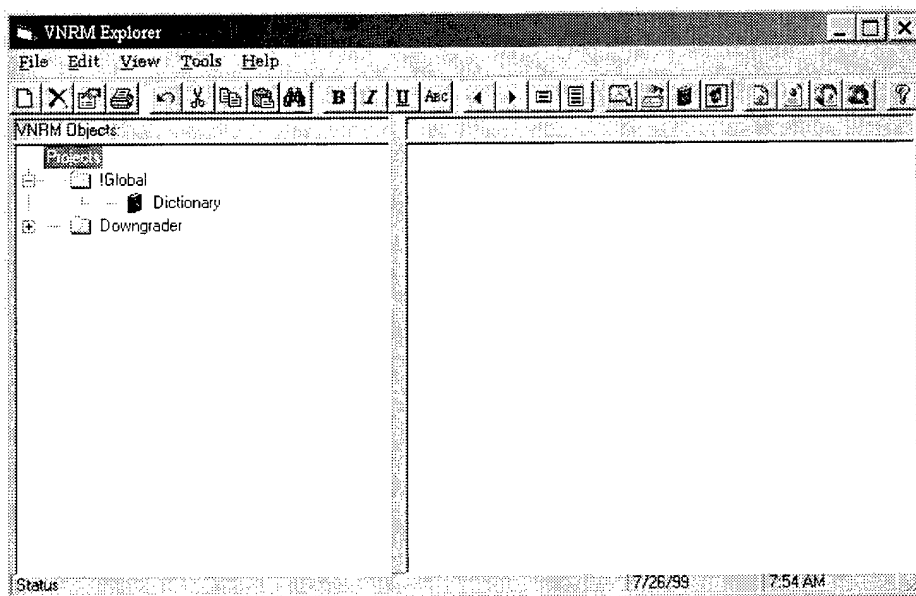 VNRM Explorer
File Edit View Tools Help
B I U ABC
VNRM Objects:
Projects
!Global
Dictionary
Downgrader
Status 7/26/99 7:54 AM